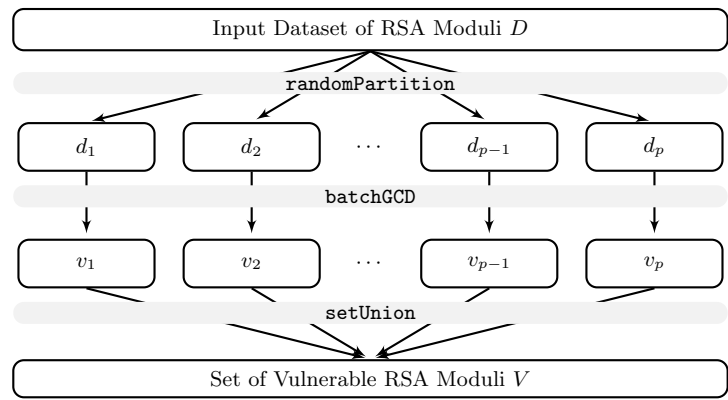 Input Dataset of RSA Moduli D
randomPartition
d₁ d₂ ⋯ dₚ₋₁ dₚ
batchGCD
v₁ v₂ ⋯ vₚ₋₁ vₚ
setUnion
Set of Vulnerable RSA Moduli V